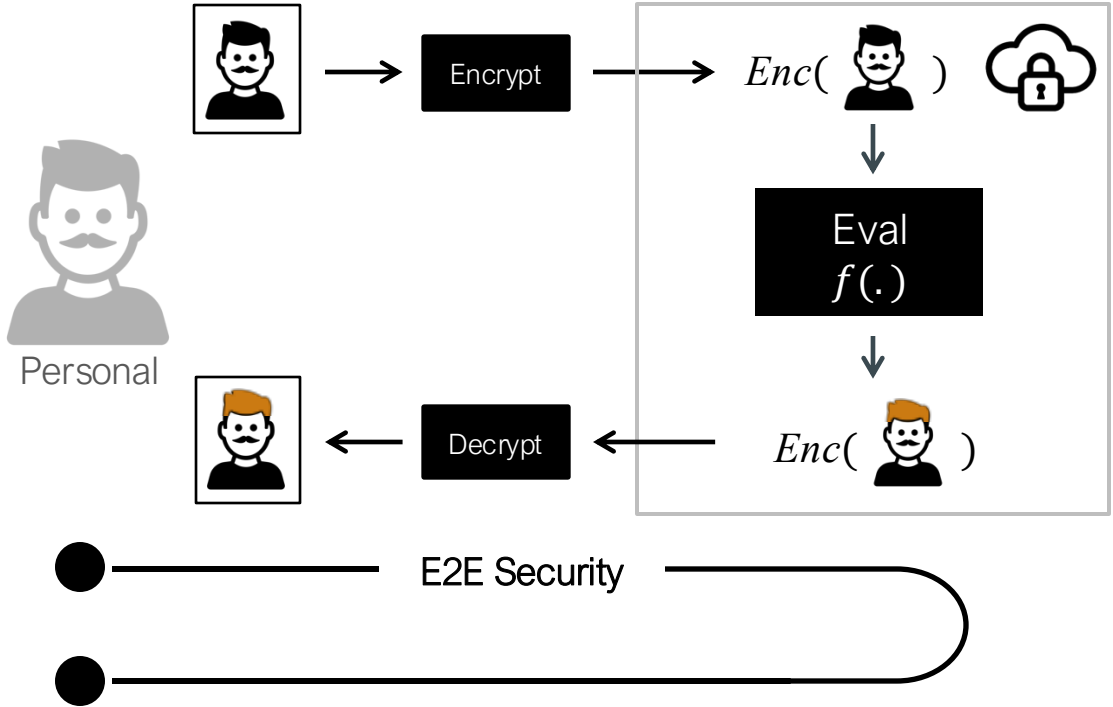 Encrypt
Enc( )
Eval
f(.)
Personal
Decrypt
Enc( )
E2E Security